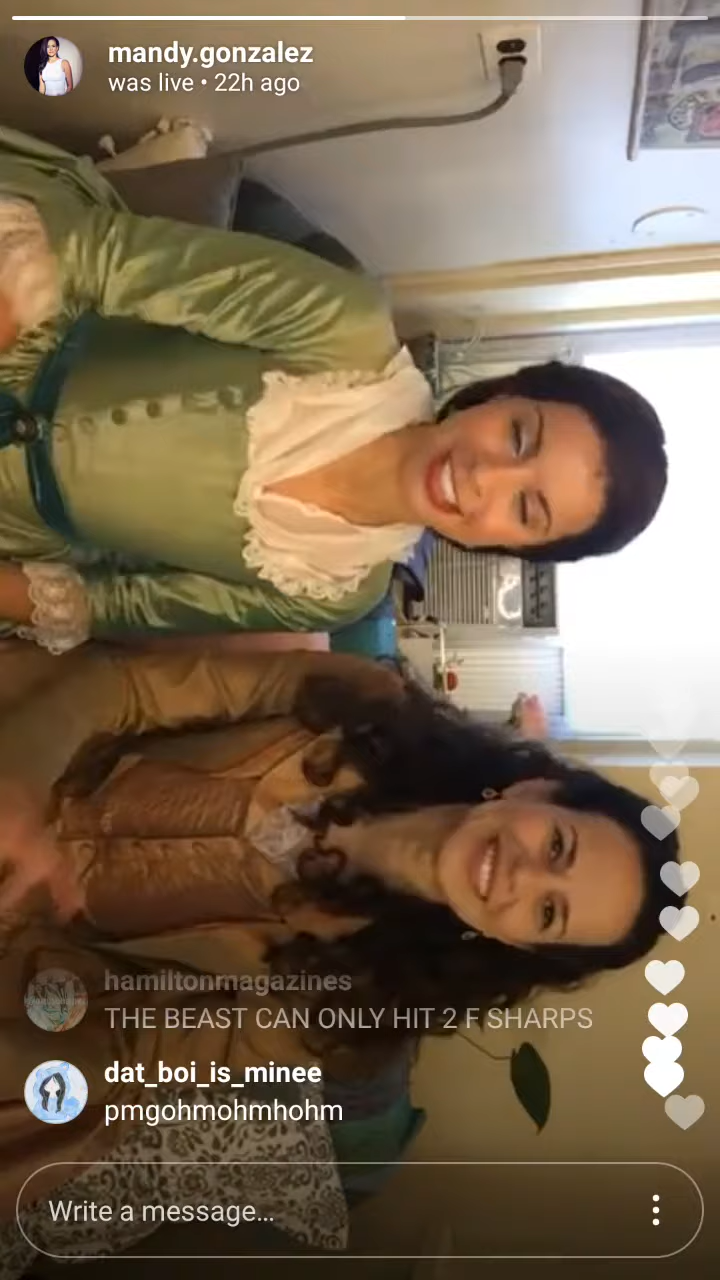 mandy.gonzalez
was live • 22h ago
hamiltonmagazines
THE BEAST CAN ONLY HIT 2 F SHARPS
dat_boi_is_minee
pmgohmohmhohm
Write a message...